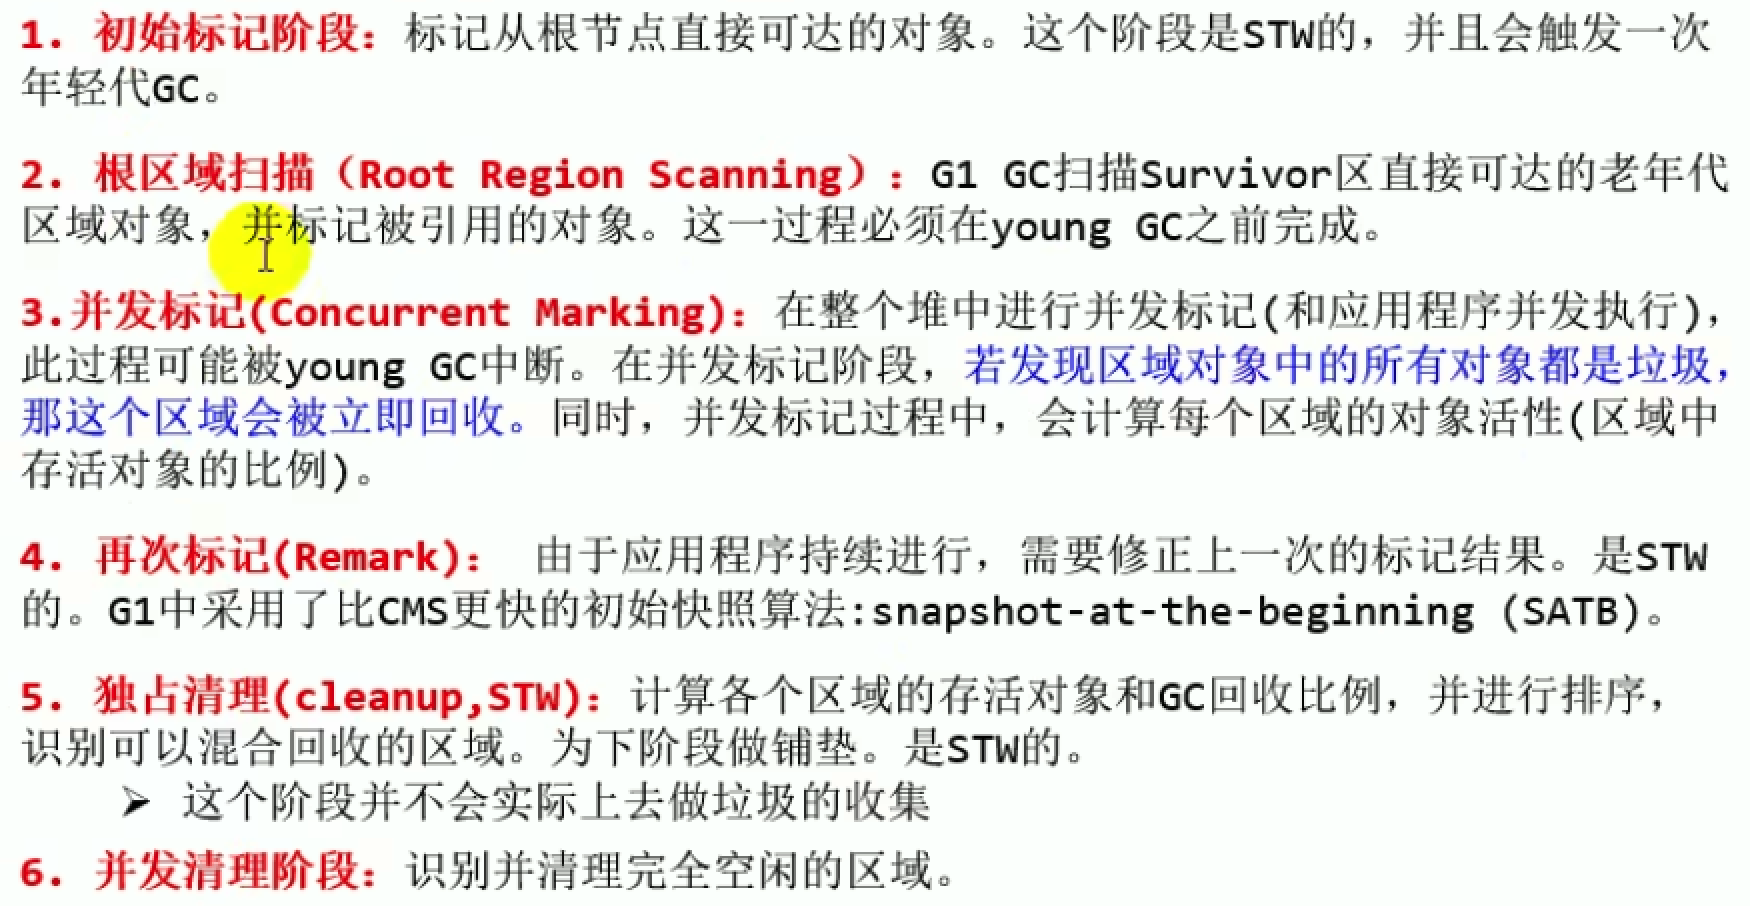 1. 初始标记阶段：标记从根节点直接可达的对象。这个阶段是STW的，并且会触发一次
年轻代GC。
2. 根区域扫描（Root Region Scanning）：G1 GC扫描Survivor区直接可达的老年代
区域对象，并标记被引用的对象。这一过程必须在young GC之前完成。
3.并发标记(Concurrent Marking)：在整个堆中进行并发标记(和应用程序并发执行)，
此过程可能被young GC中断。在并发标记阶段，若发现区域对象中的所有对象都是垃圾，
那这个区域会被立即回收。同时，并发标记过程中，会计算每个区域的对象活性(区域中
存活对象的比例)。
4. 再次标记(Remark)： 由于应用程序持续进行，需要修正上一次的标记结果。是STW
的。G1中采用了比CMS更快的初始快照算法:snapshot-at-the-beginning (SATB)。
5. 独占清理(cleanup,STW)：计算各个区域的存活对象和GC回收比例，并进行排序，
识别可以混合回收的区域。为下阶段做铺垫。是STW的。
➢ 这个阶段并不会实际上去做垃圾的收集
6. 并发清理阶段：识别并清理完全空闲的区域。